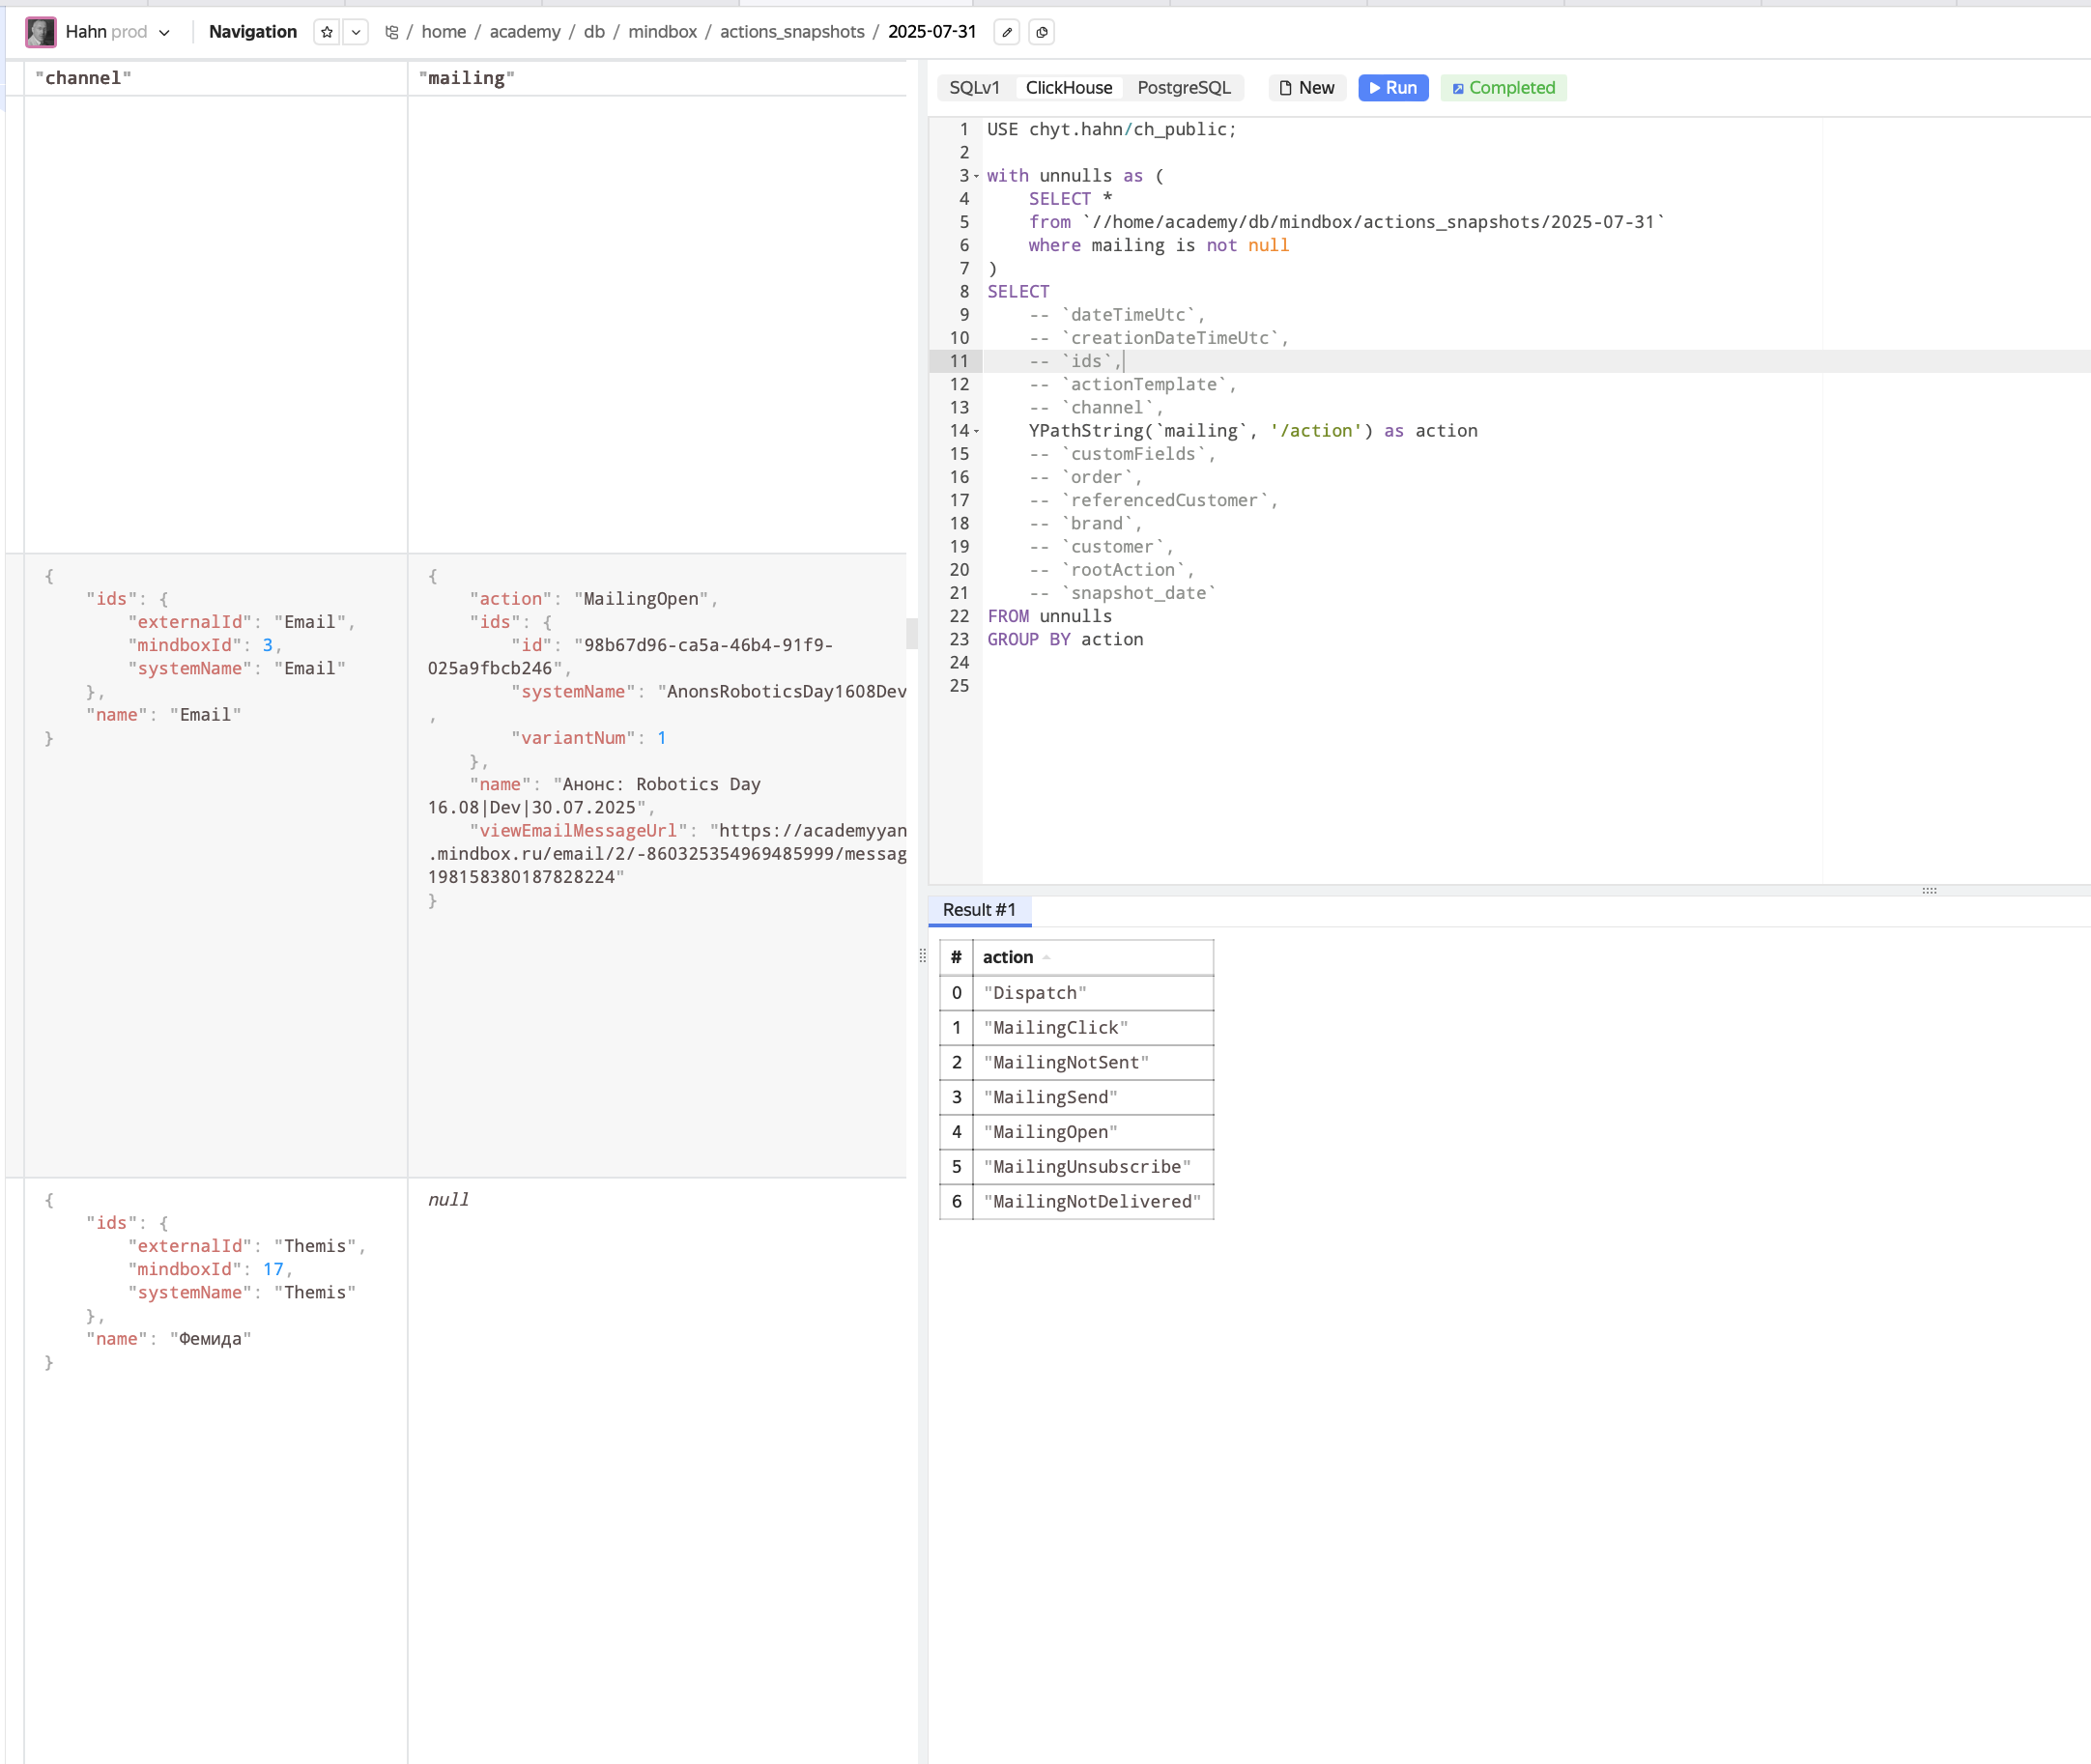 Hahn prod
Navigation
/ home / academy / db / mindbox / actions_snapshots / 2025-07-31
"channel"
"mailing"
{
"ids": {
"externalId": "Email",
"mindboxId": 3,
"systemName": "Email"
},
"name": "Email"
}
{
"action": "MailingOpen",
"ids": {
"id": "98b67d96-ca5a-46b4-91f9-
025a9fbcb246",
"systemName": "AnonsRoboticsDay1608Dev
,
"variantNum": 1
},
"name": "Анонс: Robotics Day
16.08|Dev|30.07.2025",
"viewEmailMessageUrl": "https://academyyan
.mindbox.ru/email/2/-860325354969485999/messag
198158380187828224"
}
{
"ids": {
"externalId": "Themis",
"mindboxId": 17,
"systemName": "Themis"
},
"name": "Фемида"
}
null
SQLv1 ClickHouse PostgreSQL New Run Completed
1 USE chyt.hahn/ch_public;
2
3 with unnulls as (
4 SELECT *
5 from `//home/academy/db/mindbox/actions_snapshots/2025-07-31`
6 where mailing is not null
7 )
8 SELECT
9 -- `dateTimeUtc`,
10 -- `creationDateTimeUtc`,
11 -- `ids`,
12 -- `actionTemplate`,
13 -- `channel`,
14 YPathString(`mailing`, '/action') as action
15 -- `customFields`,
16 -- `order`,
17 -- `referencedCustomer`,
18 -- `brand`,
19 -- `customer`,
20 -- `rootAction`,
21 -- `snapshot_date`
22 FROM unnulls
23 GROUP BY action
24
25
Result #1
# action
0 "Dispatch"
1 "MailingClick"
2 "MailingNotSent"
3 "MailingSend"
4 "MailingOpen"
5 "MailingUnsubscribe"
6 "MailingNotDelivered"